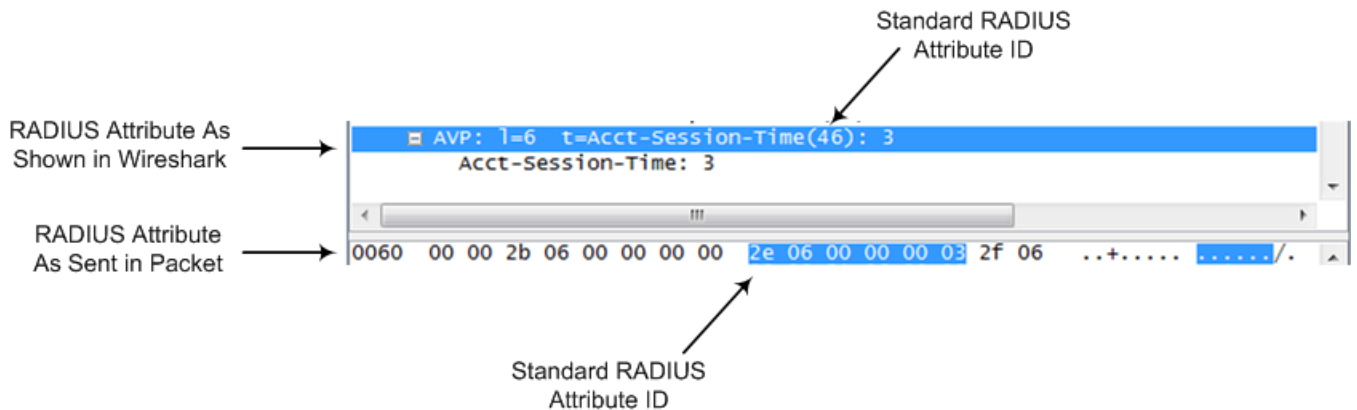 Standard RADIUS
Attribute ID
RADIUS Attribute As
Shown in Wireshark
AVP: l=6 t=Acct-Session-Time(46): 3
Acct-Session-Time: 3
RADIUS Attribute
As Sent in Packet
0060 00 00 2b 06 00 00 00 00 2e 06 00 00 00 03 2f 06 ..+..... ....../.
Standard RADIUS
Attribute ID